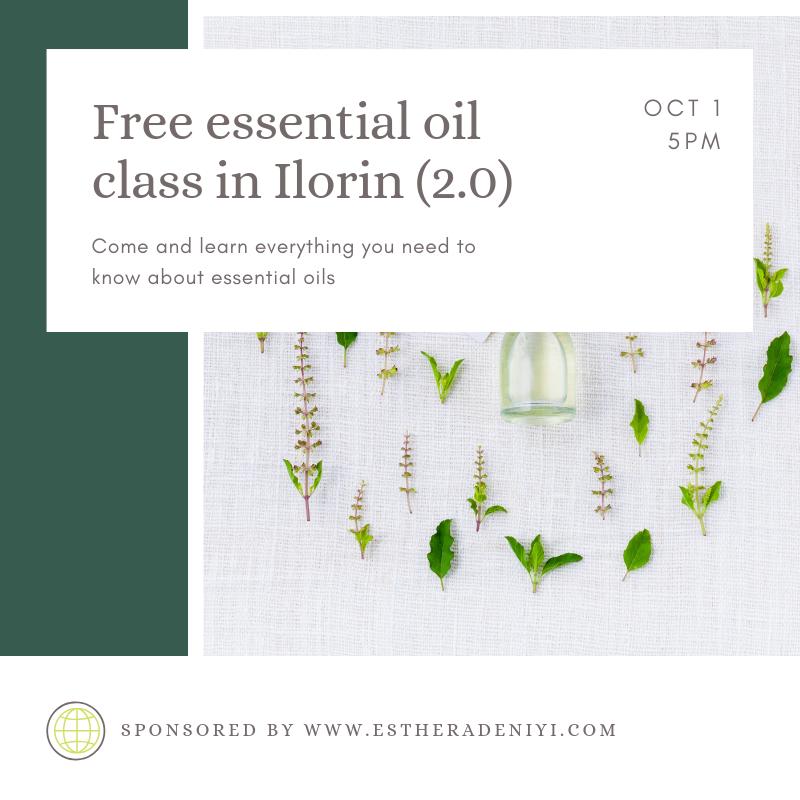 Free essential oil
class in Ilorin (2.0)
OCT 1
5PM
Come and learn everything you need to
know about essential oils
SPONSORED BY WWW.ESTHERADENIYI.COM